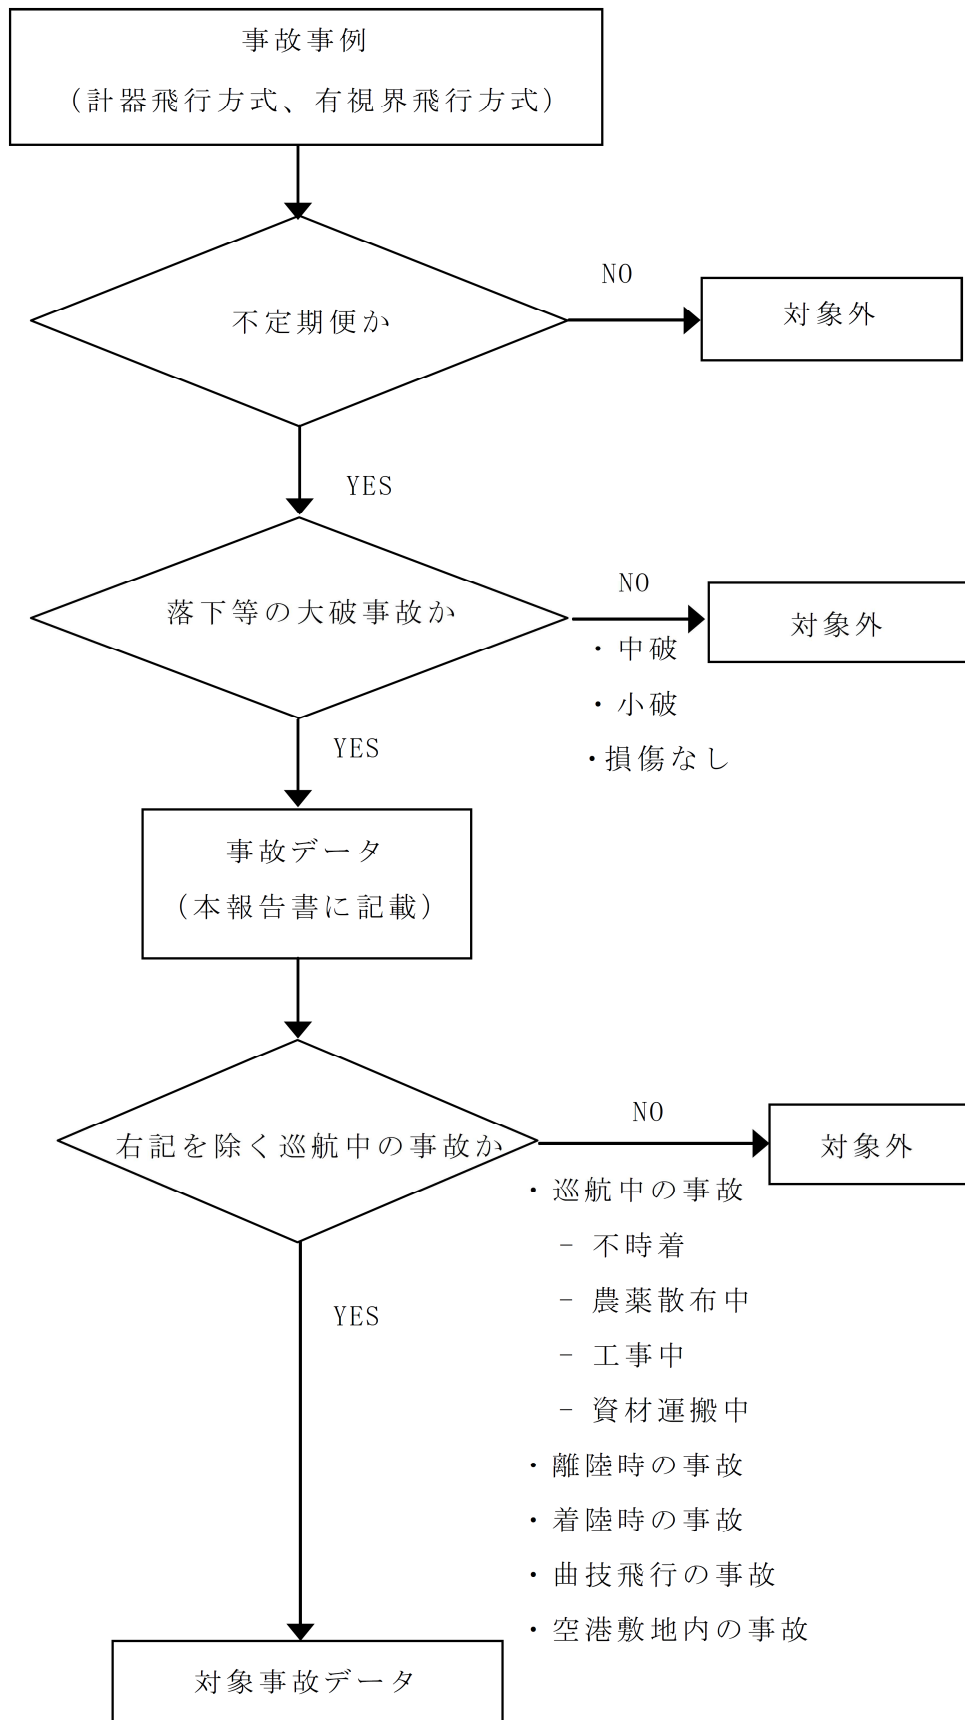 事故事例
（計器飛行方式、有視界飛行方式）
不定期便か
NO
対象外
YES
落下等の大破事故か
NO
対象外
・中破
・小破
・損傷なし
YES
事故データ
（本報告書に記載）
右記を除く巡航中の事故か
NO
対象外
・巡航中の事故
－ 不時着
－ 農薬散布中
－ 工事中
－ 資材運搬中
・離陸時の事故
・着陸時の事故
・曲技飛行の事故
・空港敷地内の事故
YES
対象事故データ